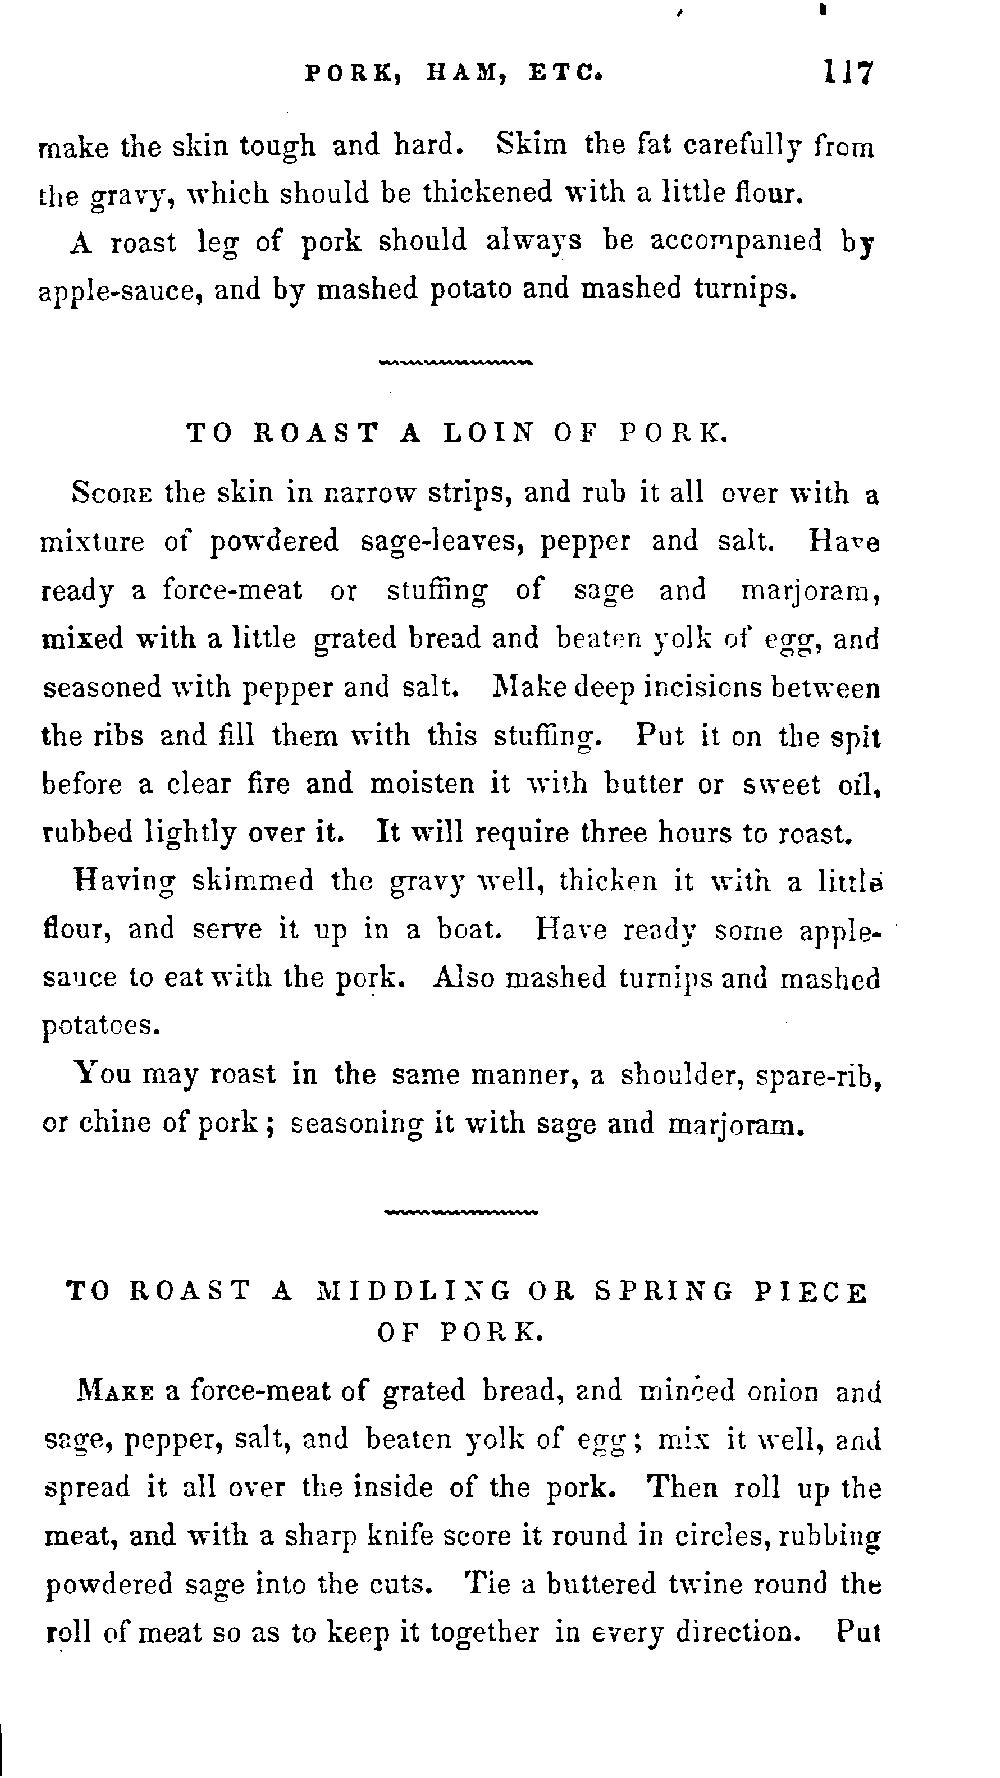 PORK, HAM, ETC. 117
make the skin tough and hard. Skim the fat carefully from
the gravy, which should be thickened with a little flour.
A roast leg of pork should always be accompanied by
apple-sauce, and by mashed potato and mashed turnips.
TO ROAST A LOIN OF PORK.
SCORE the skin in narrow strips, and rub it all over with a
mixture of powdered sage-leaves, pepper and salt. Have
ready a force-meat or stuffing of sage and marjoram,
mixed with a little grated bread and beaten yolk of egg, and
seasoned with pepper and salt. Make deep incisions between
the ribs and fill them with this stuffing. Put it on the spit
before a clear fire and moisten it with butter or sweet oil,
rubbed lightly over it. It will require three hours to roast.
Having skimmed the gravy well, thicken it with a little
flour, and serve it up in a boat. Have ready some apple-
sauce to eat with the pork. Also mashed turnips and mashed
potatoes.
You may roast in the same manner, a shoulder, spare-rib,
or chine of pork; seasoning it with sage and marjoram.
TO ROAST A MIDDLING OR SPRING PIECE
OF PORK.
MAKE a force-meat of grated bread, and minced onion and
sage, pepper, salt, and beaten yolk of egg; mix it well, and
spread it all over the inside of the pork. Then roll up the
meat, and with a sharp knife score it round in circles, rubbing
powdered sage into the cuts. Tie a buttered twine round the
roll of meat so as to keep it together in every direction. Put